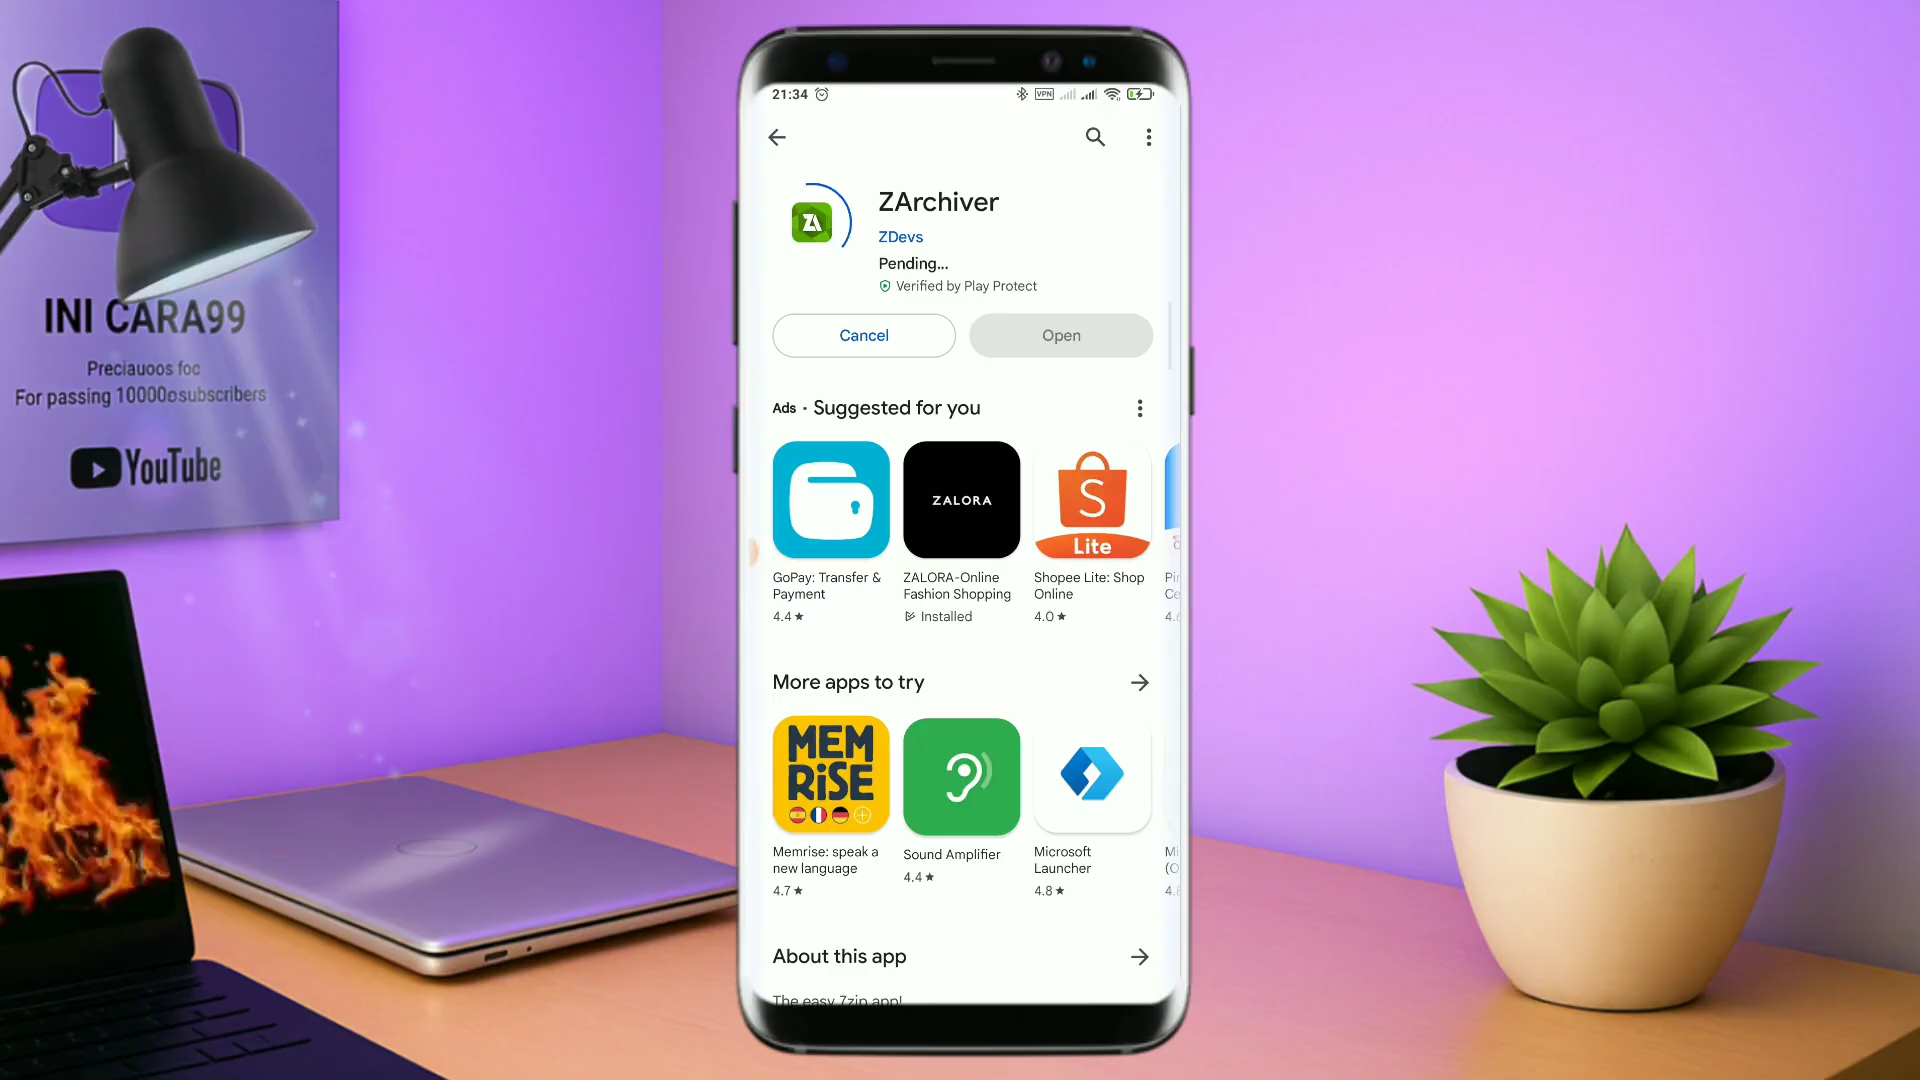 INI CARA99
Preciauoos foc
For passing 10000osubscribers
YouTube
21:34
VPN
ZArchiver
ZA
ZDevs
Pending...
Verified by Play Protect
Cancel
Open
Ads · Suggested for you
ZALORA
S
Lite
GoPay: Transfer &
Payment
4.4★
ZALORA-Online
Fashion Shopping
Installed
Shopee Lite: Shop
Online
4.0★
More apps to try
MEM
RiSE
Memrise: speak a
new language
4.7★
Sound Amplifier
4.4★
Microsoft
Launcher
4.8★
About this app
The easy 7zip app!